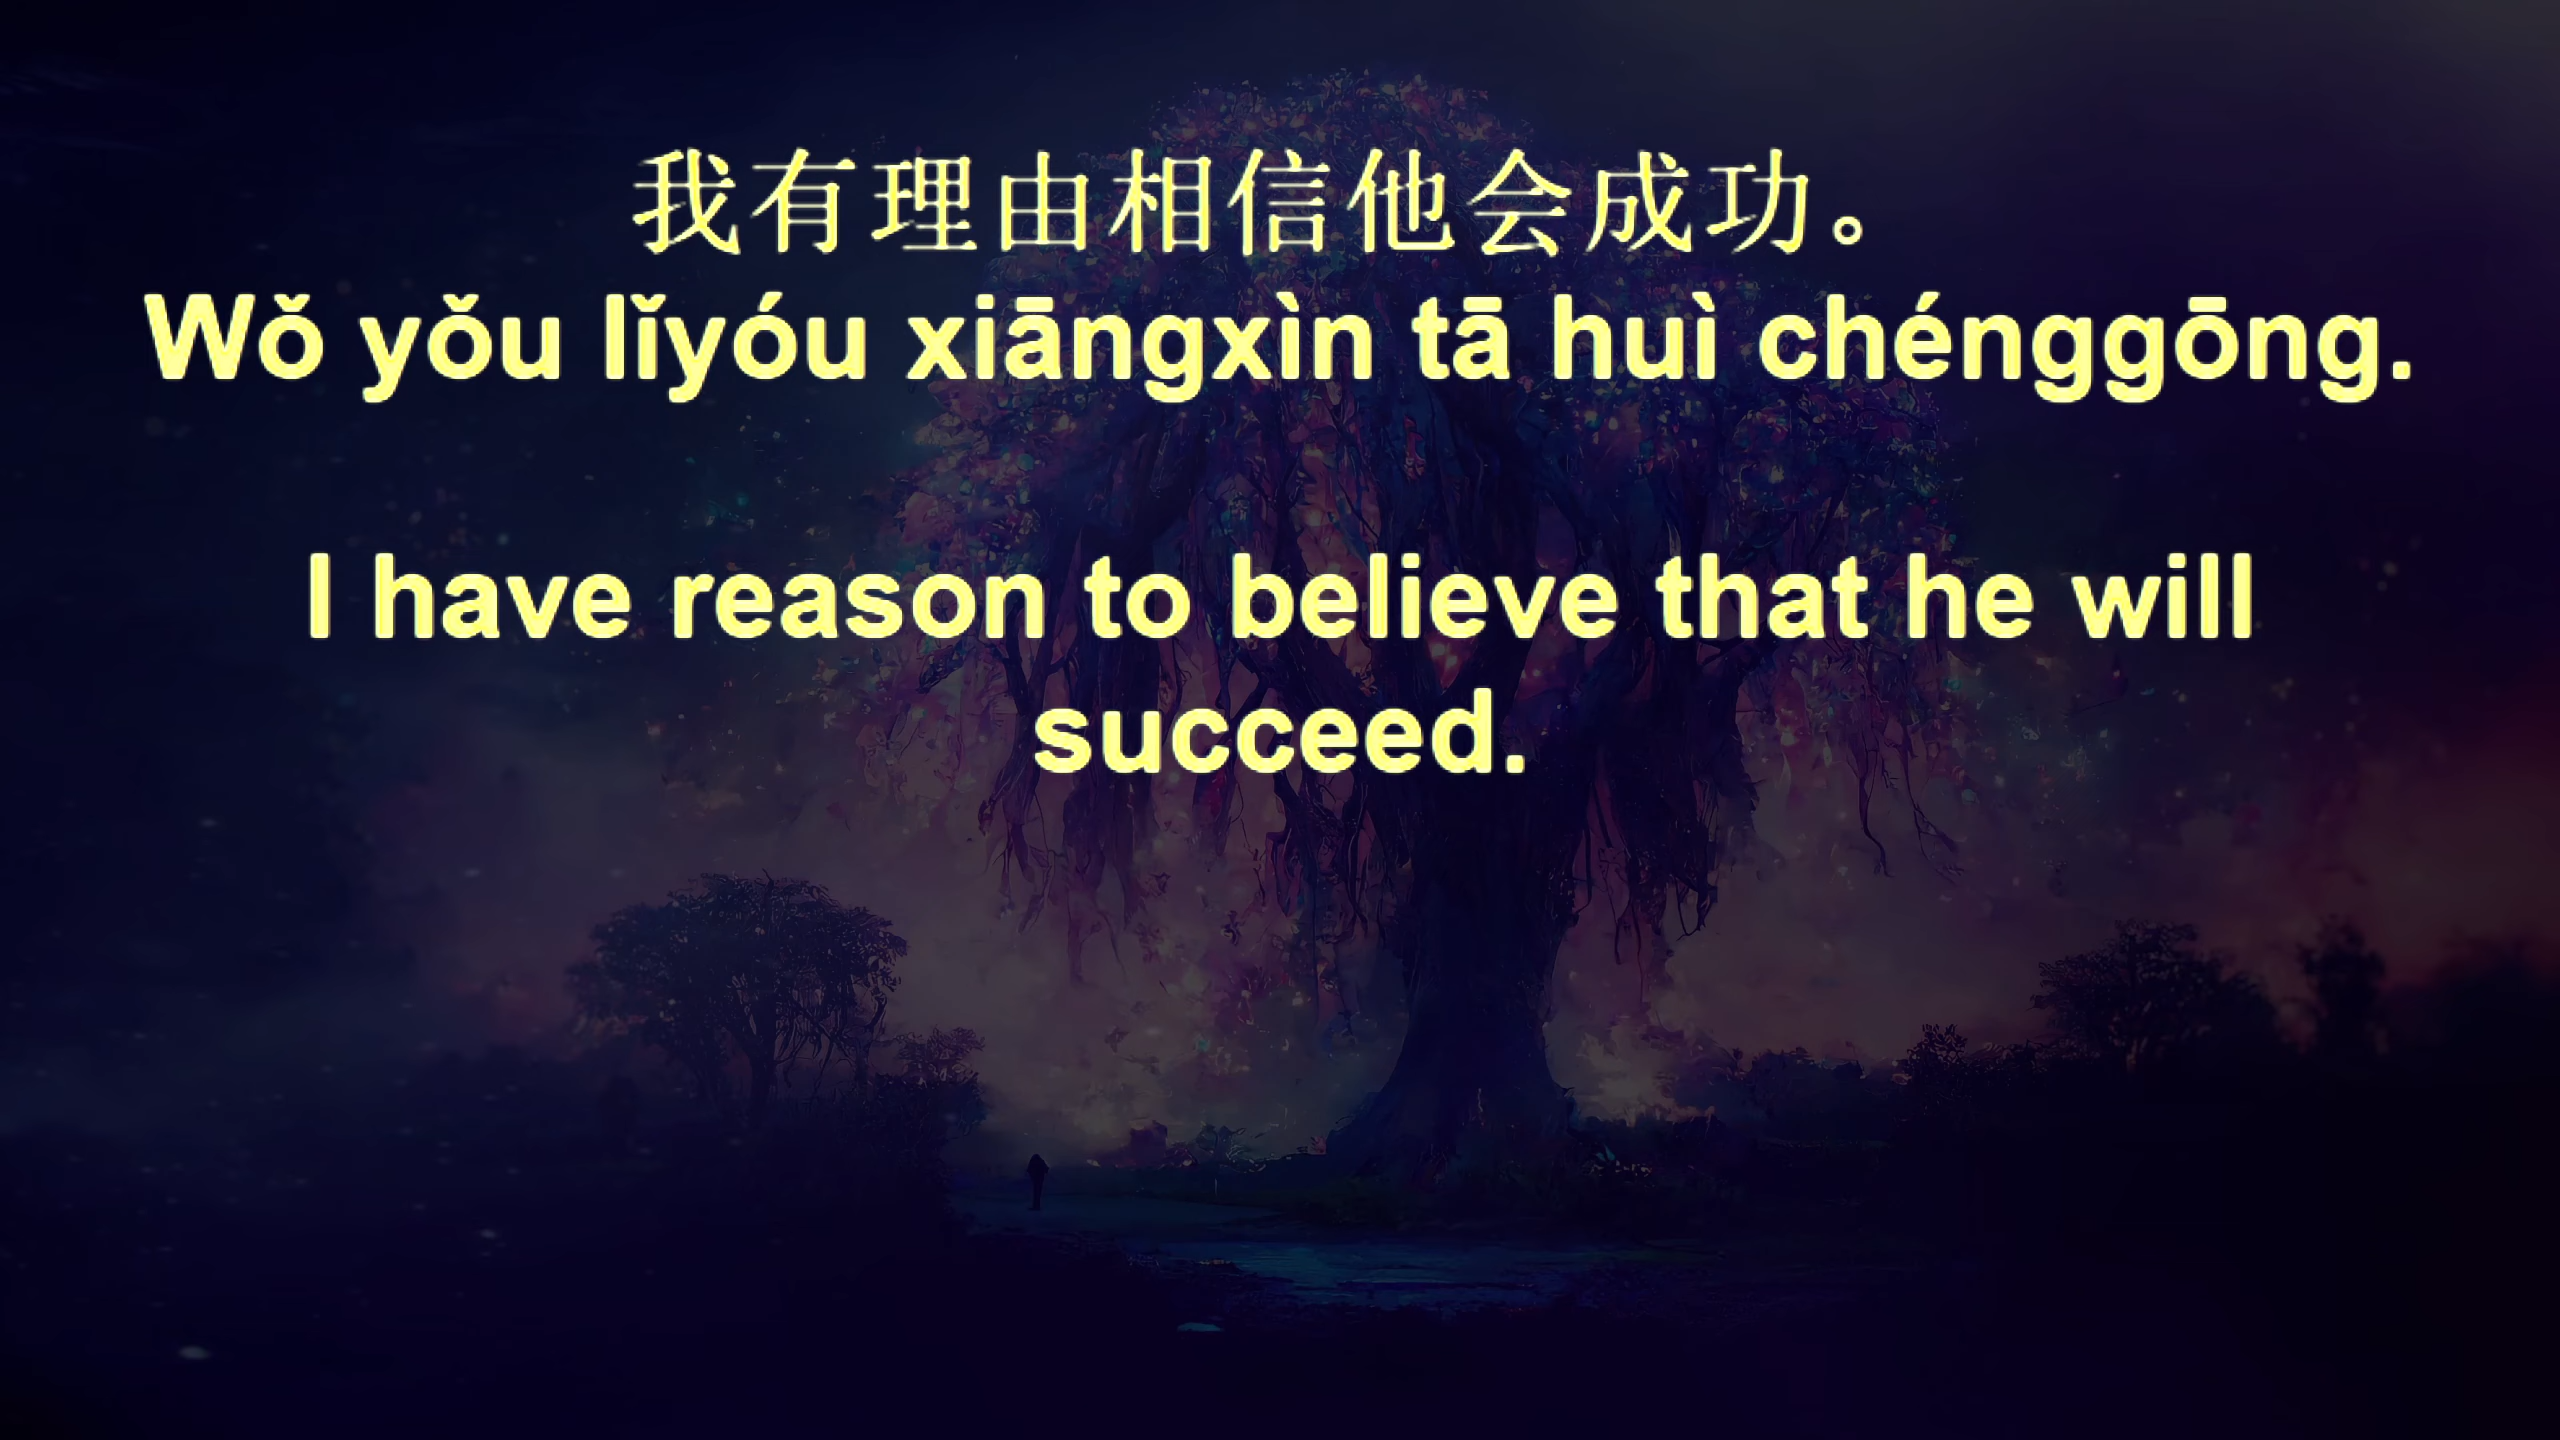 我有理由相信他会成功。
Wǒ yǒu lǐyóu xiāngxìn tā huì chénggōng.
I have reason to believe that he will
succeed.